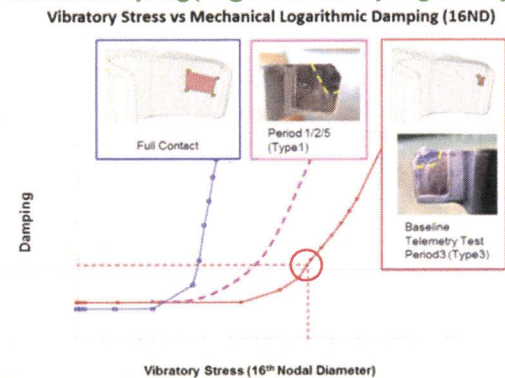 Vibratory Stress vs Mechanical Logarithmic Damping (16ND)
Full Contact
Period 1/2/5
(Type1)
Baseline
Telemetry Test
Period3 (Type3)
Damping
Vibratory Stress (16th Nodal Diameter)